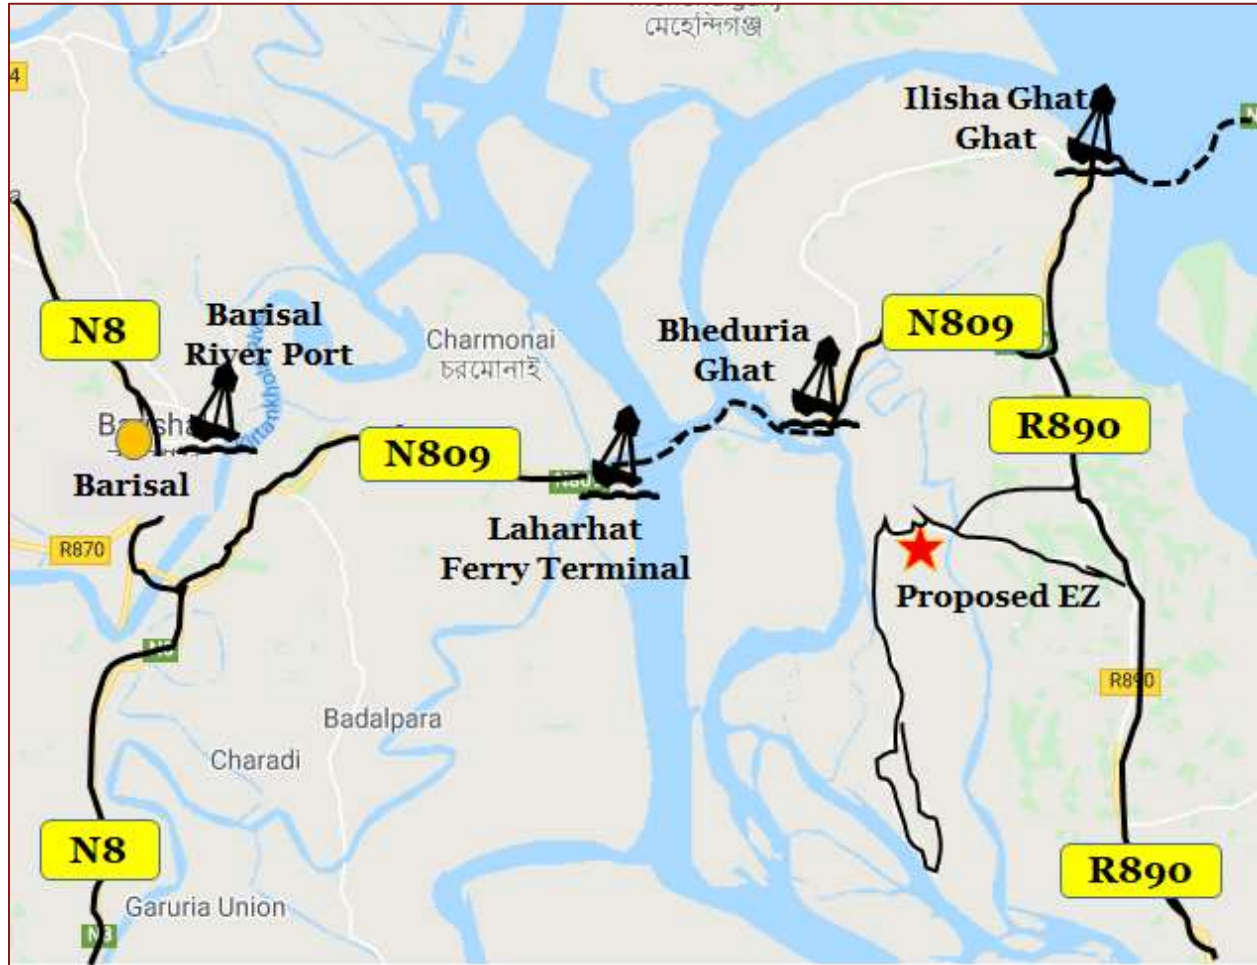 মেহেন্দিগঞ্জ
4
Ilisha Ghat
Ghat
N8
Barisal
River Port
Charmonai
চরমোনাই
Bheduria
Ghat
N809
N809
R890
Barisal
Laharhat
Ferry Terminal
R870
Proposed EZ
R890
Badalpara
Charadi
N8
R890
Garuria Union